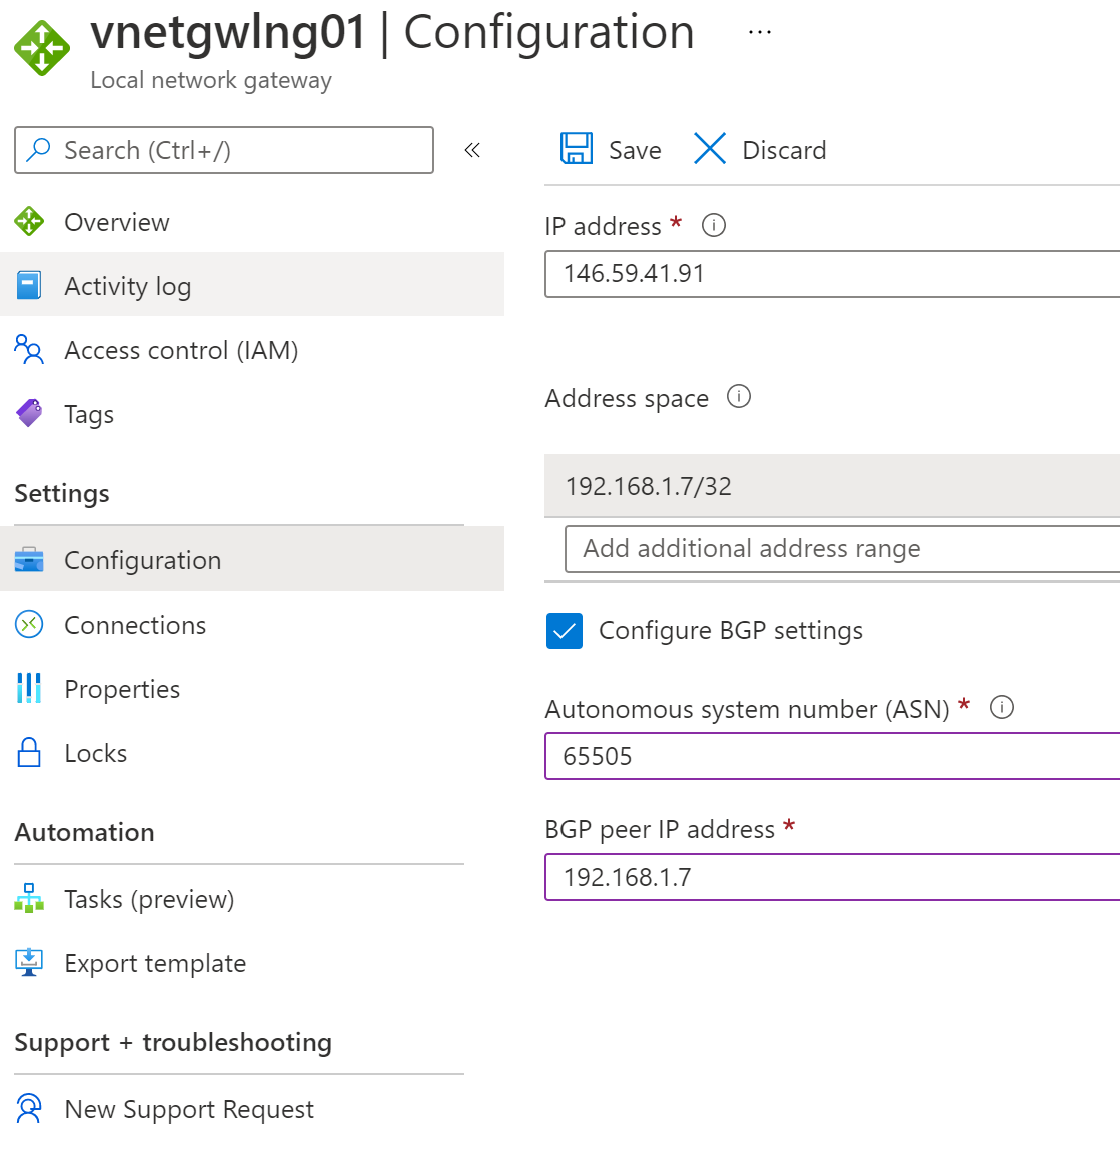 vnetgwlng01 | Configuration ...
Local network gateway
Search (Ctrl+/)
«
Overview
Activity log
Access control (IAM)
Tags
Settings
Configuration
Connections
Properties
Locks
Automation
Tasks (preview)
Export template
Support + troubleshooting
New Support Request
Save
Discard
IP address *
146.59.41.91
Address space
192.168.1.7/32
Add additional address range
Configure BGP settings
Autonomous system number (ASN) *
65505
BGP peer IP address *
192.168.1.7